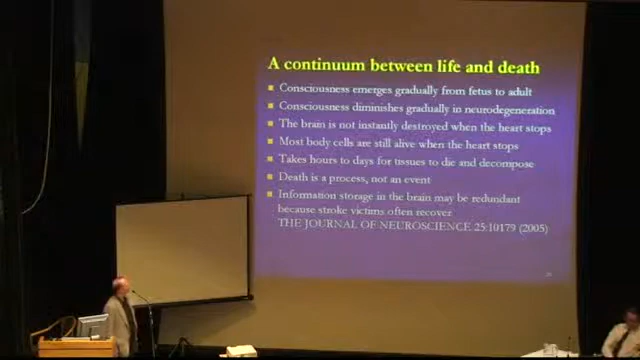 A continuum between life and death
Consciousness emerges gradually from fetus to adult
Consciousness diminishes gradually in neurodegeneration
The brain is not instantly destroyed when the heart stops
Most body cells are still alive when the heart stops
Takes hours to days for tissues to die and decompose
Death is a process, not an event
Information storage in the brain may be redundant
because stroke victims often recover
THE JOURNAL OF NEUROSCIENCE 25:10179 (2005)